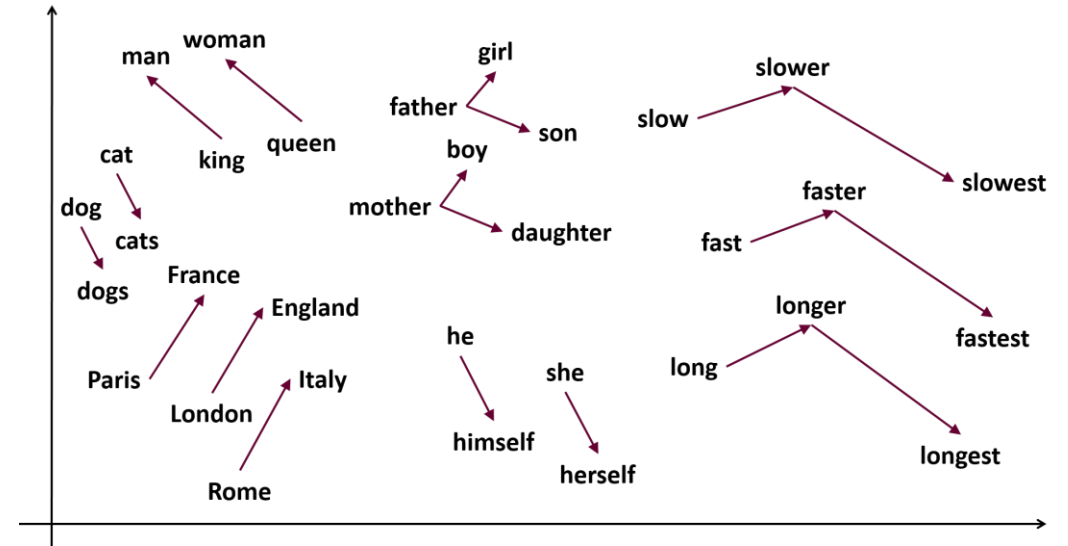 man
woman
king
queen
cat
cats
dog
dogs
France
Paris
England
London
Italy
Rome
father
girl
son
mother
boy
daughter
he
himself
she
herself
slow
slower
slowest
fast
faster
fastest
long
longer
longest